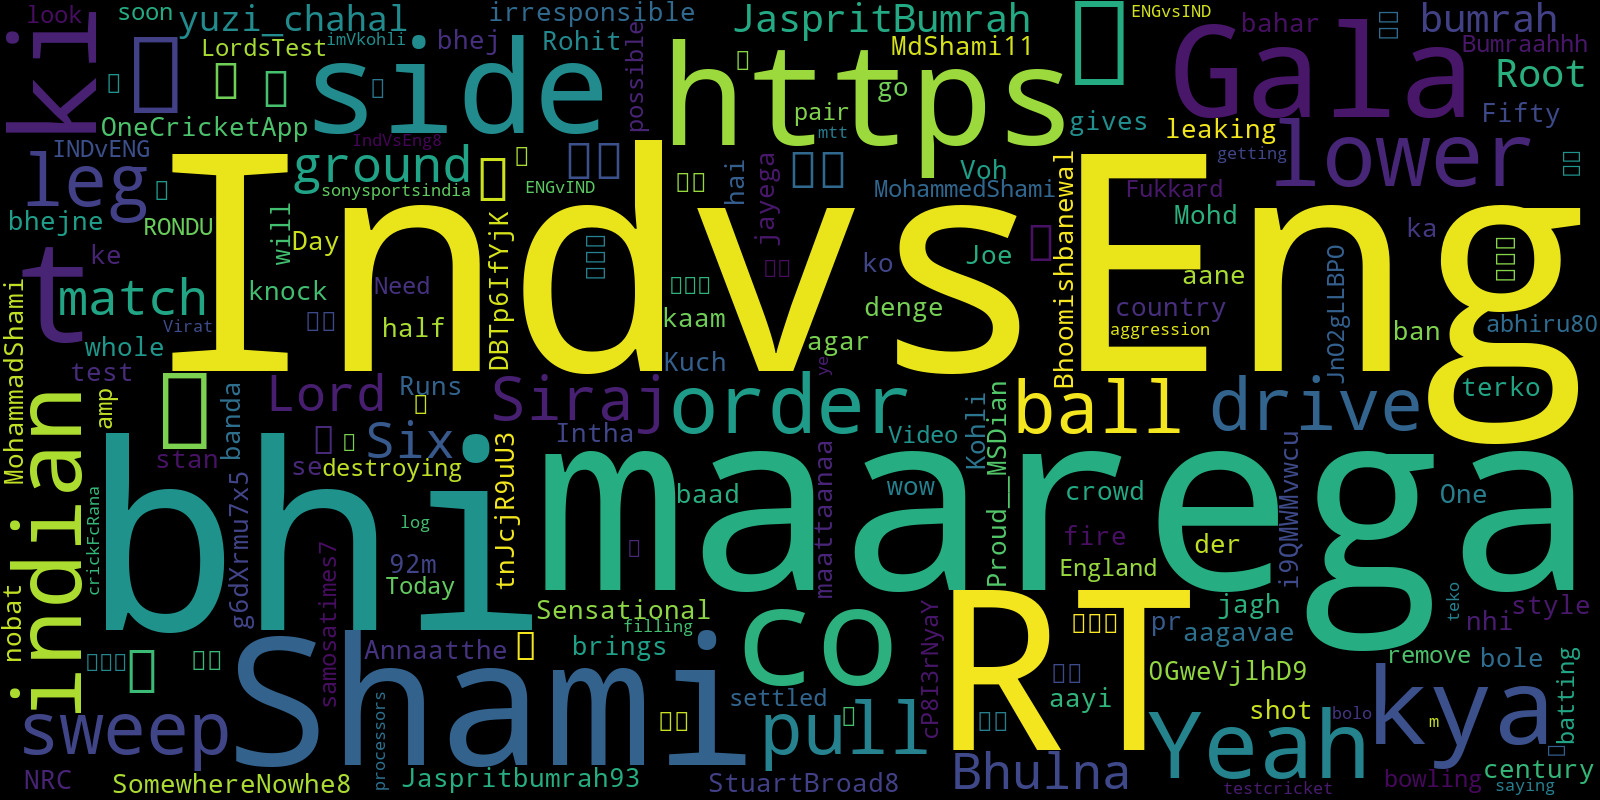 look
soon
yuzi_chahal
irresponsible
JaspritBumrah
ENGvsIND
bahar
bumrah
ki
LordsTest
imVkohli
bhej
Rohit
MdShami11
Gala
Bumraahhh
side
https
possible
go
Root
OneCricketApp
pair
mtt
gives
leaking
Fifty
INDvENG
IndVsEng8
ground
getting
lower
leg
sonysportsindia
ENGvIND
Voh
hai
MohammedShami
Fukkard
bhejne
RONDU
IndvsEng
will
Day
DBTp6IfYjK
jayega
Bhoomishbanewal
Mohd
ka
t
ke
ko
Joe
aane
match
knock
Need
denge
country
JnO2gLLBPO
MohammadShami
Virat
half
kaam
agar
aggression
ban
abhiru80
whole
test
Kuch
ye
Lord
Runs
Siraj
order
ball
drive
terko
amp
banda
Six
Intha
Video
Kohli
stan
se
destroying
indian
bhi
maarega
g6dXrmu7x5
tnJcjR9uU3
baad
wow
Proud__MSDian
crowd
One
crickFcRana
log
maattaanaa
i9QMWMvwcu
samosatimes7
92m
fire
der
Today
England
nobat
Sensational
co
RT
jagh
style
teko
filling
cP8I3rNyaY
pr
nhi
Shami
Annaatthe
brings
aagavae
remove
bole
OGweVjlhD9
batting
sweep
settled
aayi
kya
processors
pull
Yeah
shot
bolo
m
NRC
SomewhereNowhe8
Jaspritbumrah93
StuartBroad8
Bhulna
testcricket
bowling
century
saying